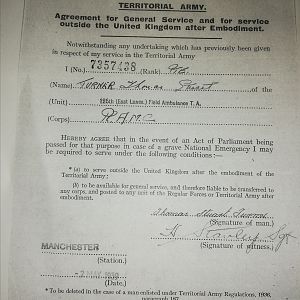 TERRITORIAL ARMY.
Agreement for General Service and for service
outside the United Kingdom after Embodiment.
Notwithstanding any undertaking which has previously been given
in respect of my service in the Territorial Army
I (No.) 7357438 (Rank) Pte.
(Name) TURNER Thomas Stuart of the
(Unit) (East Lancs.) Field Ambulance T.A.
(Corps) R.A.M.C.
HEREBY AGREE that in the event of an Act of Parliament being
passed for that purpose in case of a grave National Emergency I may
be required to serve under the following conditions:—
*(a) to serve outside the United Kingdom after the embodiment of the
Territorial Army;
(b) to be available for general service, and therefore liable to be transferred to
any corps, and posted to any unit of the Regular Forces or Territorial Army after
embodiment.
Thomas Stuart Turner
(Signature of man.)
(Signature of witness.)
MANCHESTER
(Station.)
2 MAY 1939
(Date.)
*To be deleted in the case of a man enlisted under Territorial Regulations, 1936,
paragraph 187.